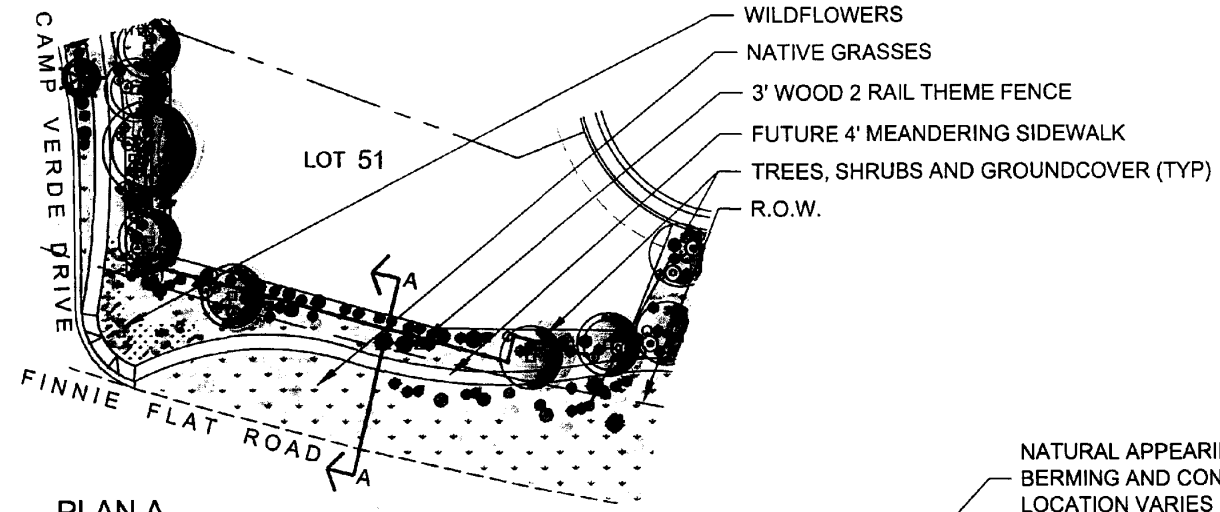 WILDFLOWERS
NATIVE GRASSES
3' WOOD 2 RAIL THEME FENCE
FUTURE 4' MEANDERING SIDEWALK
TREES, SHRUBS AND GROUNDCOVER (TYP)
R.O.W.
CAMP VERDE DRIVE
LOT 51
A
FINNIE FLAT ROAD
A
NATURAL APPEARI
BERMING AND CON
LOCATION VARIES
PLAN A